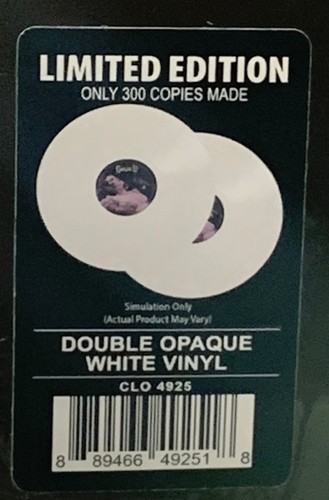 LIMITED EDITION
ONLY 300 COPIES MADE
Simulation Only
(Actual Product May Vary)
DOUBLE OPAQUE
WHITE VINYL
CLO 4925
8 89466 49251 8